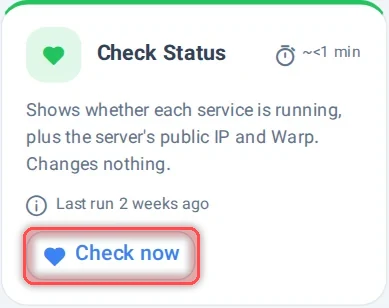 Check Status
~<1 min
Shows whether each service is running,
plus the server's public IP and Warp.
Changes nothing.
Last run 2 weeks ago
Check now